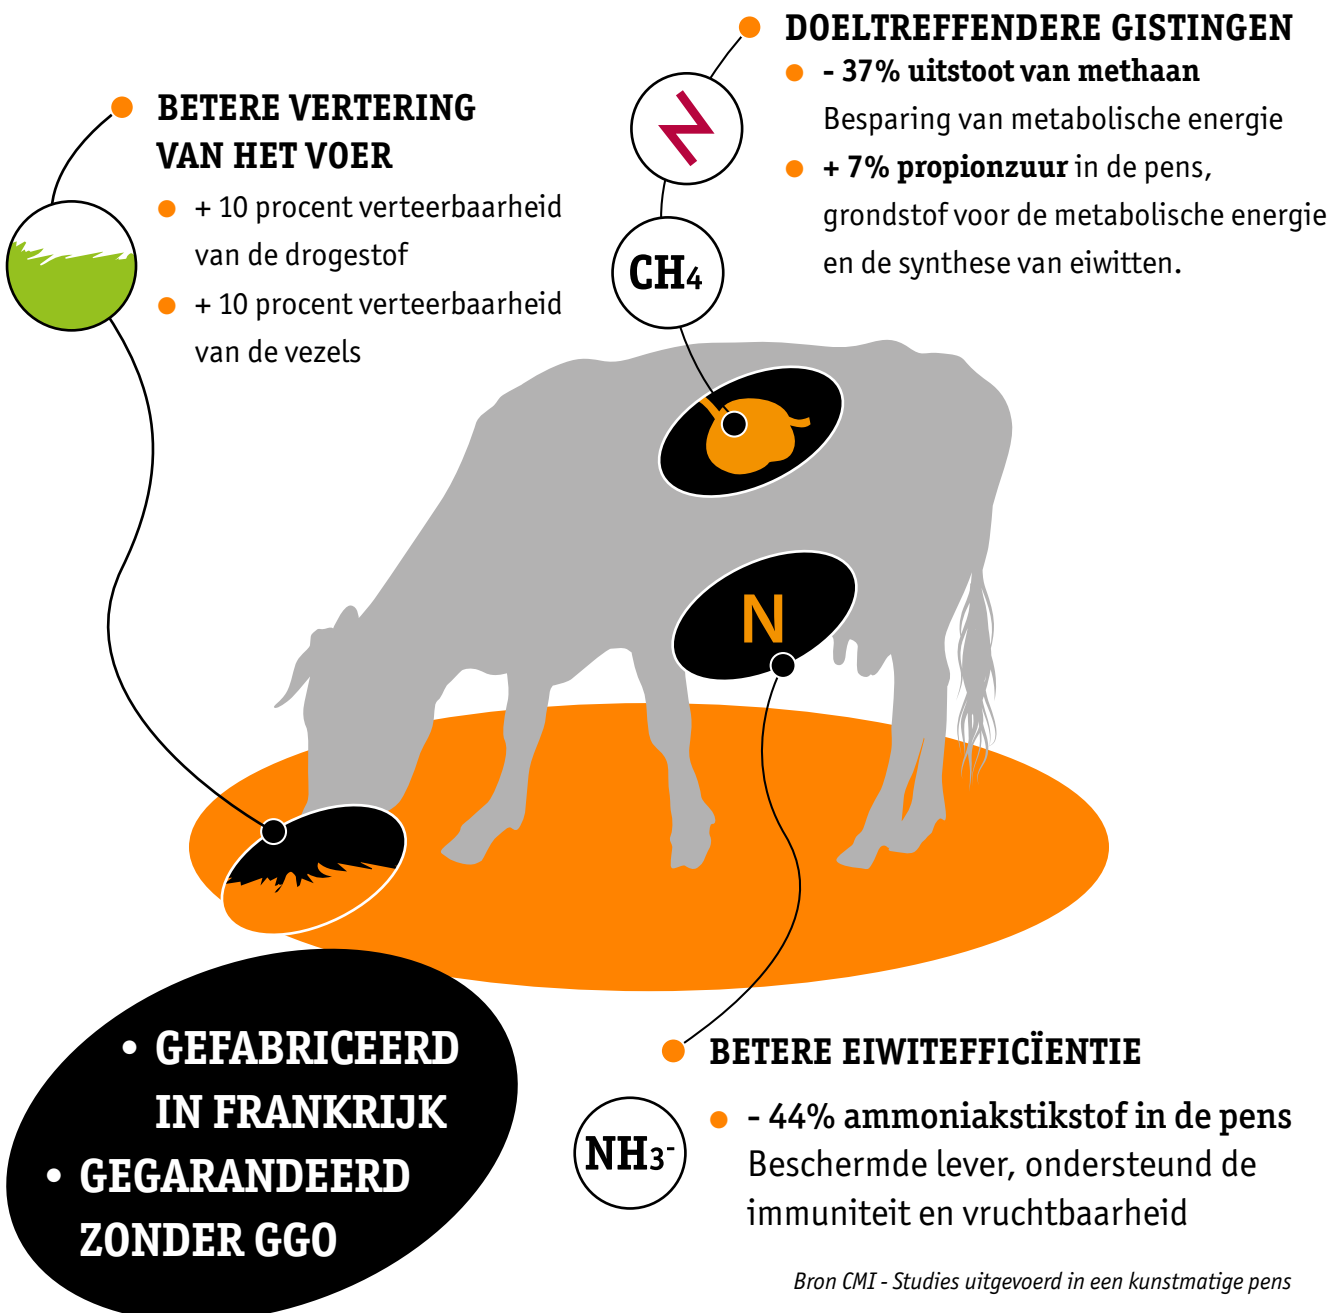 BETERE VERTERING
VAN HET VOER
+ 10 procent verteerbaarheid
van de drogestof
+ 10 procent verteerbaarheid
van de vezels
DOELTREFFENDERE GISTINGEN
- 37% uitstoot van methaan
Besparing van metabolische energie
+ 7% propionzuur in de pens,
grondstof voor de metabolische energie
en de synthese van eiwitten.
CH4
N
• GEFABRICEERD
IN FRANKRIJK
• GEGARANDEERD
ZONDER GGO
BETERE EIWITEFFICÏENTIE
NH3-
- 44% ammoniakstikstof in de pens
Beschermde lever, ondersteund de
immuniteit en vruchtbaarheid
Bron CMI - Studies uitgevoerd in een kunstmatige pens